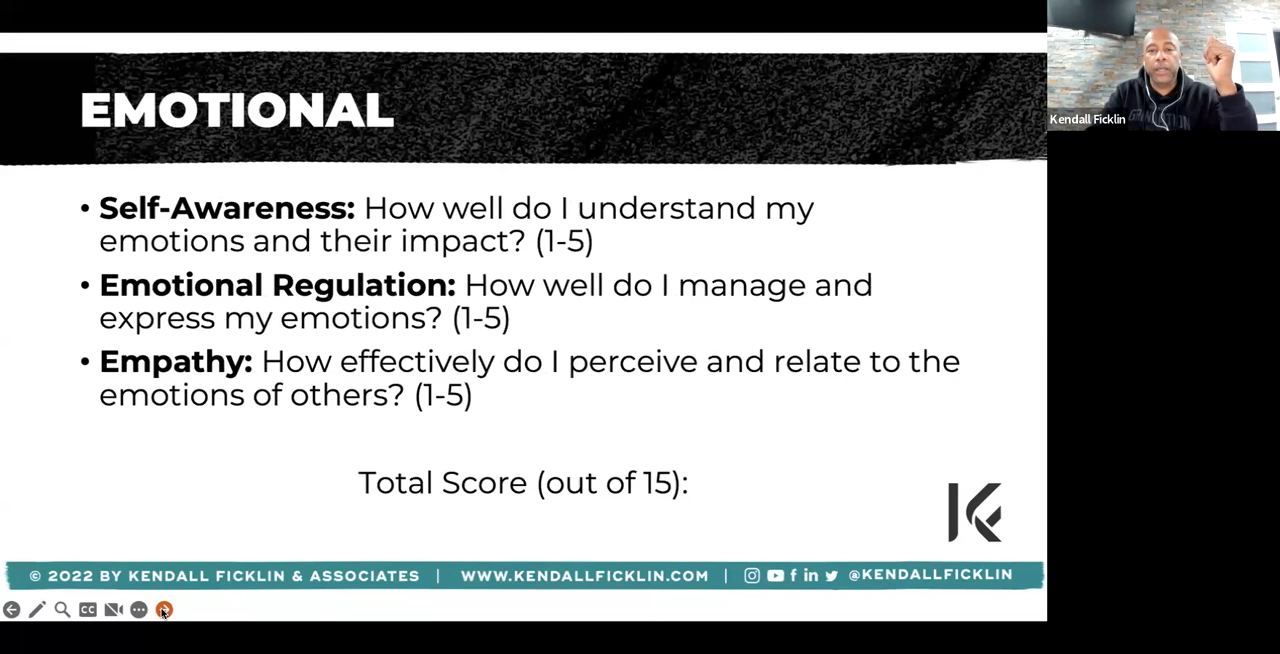 EMOTIONAL
Kendall Ficklin
• Self-Awareness: How well do I understand my
emotions and their impact? (1-5)
• Emotional Regulation: How well do I manage and
express my emotions? (1-5)
• Empathy: How effectively do I perceive and relate to the
emotions of others? (1-5)
Total Score (out of 15):
© 2022 BY KENDALL FICKLIN & ASSOCIATES | WWW.KENDALLFICKLIN.COM | @KENDALLFICKLIN
CC